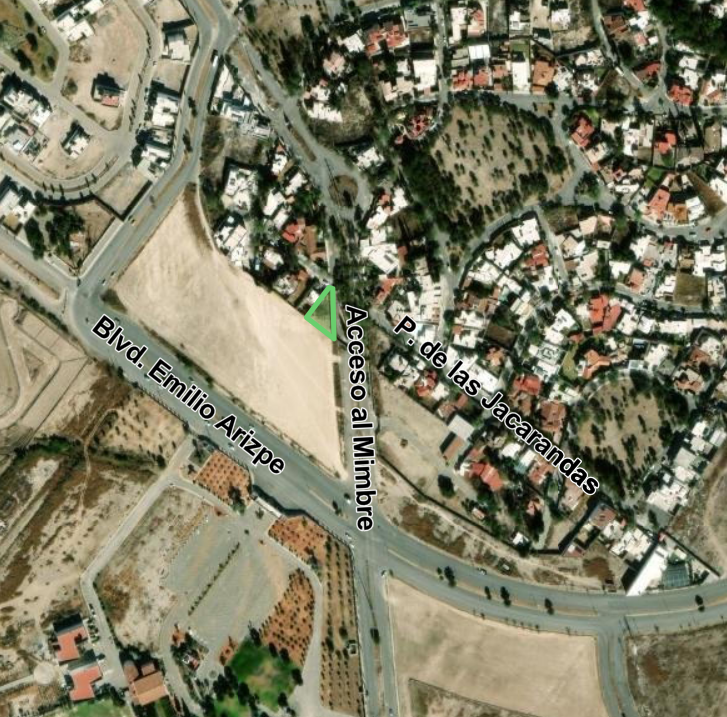 Blvd. Emilio Arizpe
Acceso al Mimbre
P. de las Jacarandas